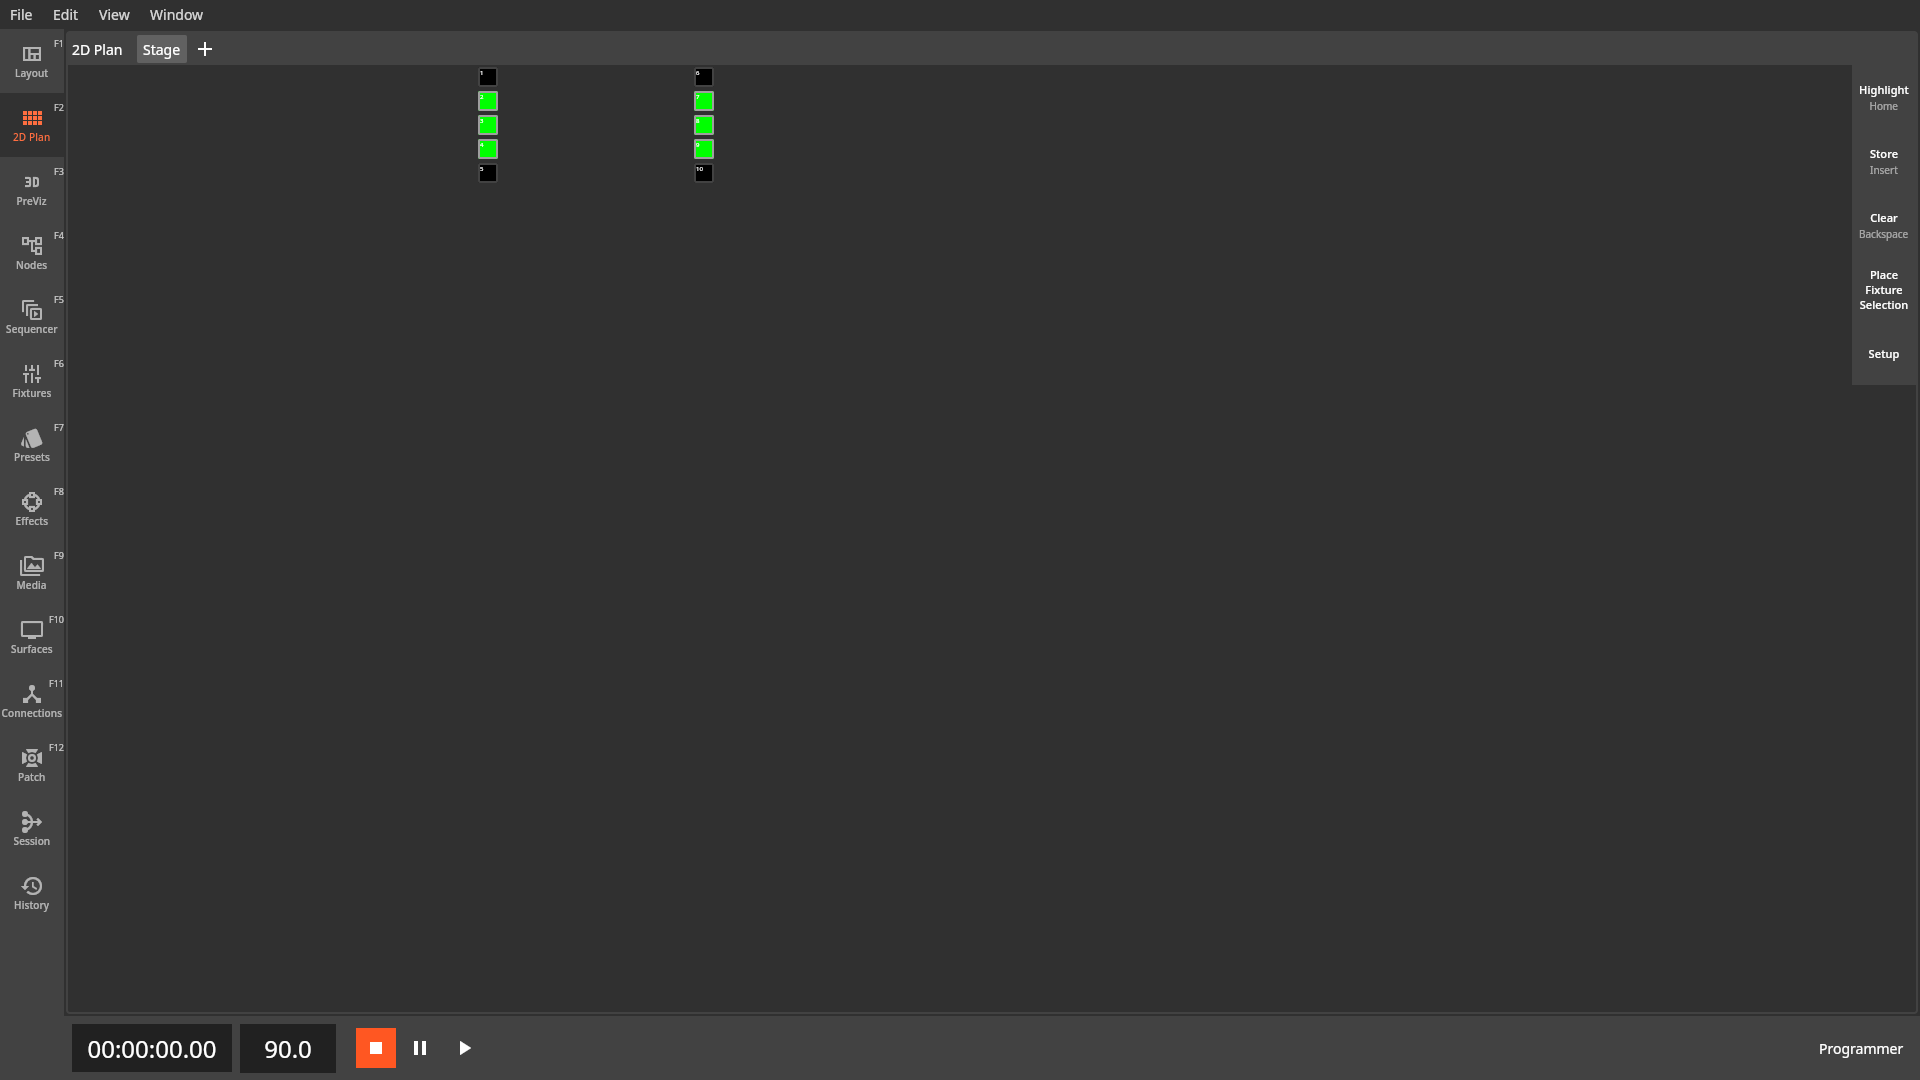 File Edit View Window
F1
Layout
F2
2D Plan
F3
3D
PreViz
F4
Nodes
F5
Sequencer
F6
Fixtures
F7
Presets
F8
Effects
F9
Media
F10
Surfaces
F11
Connections
F12
Patch
Session
History
2D Plan Stage
1 6
2 7
3 8
4 9
5 10
Highlight
Home
Store
Insert
Clear
Backspace
Place
Fixture
Selection
Setup
00:00:00.00 90.0
Programmer